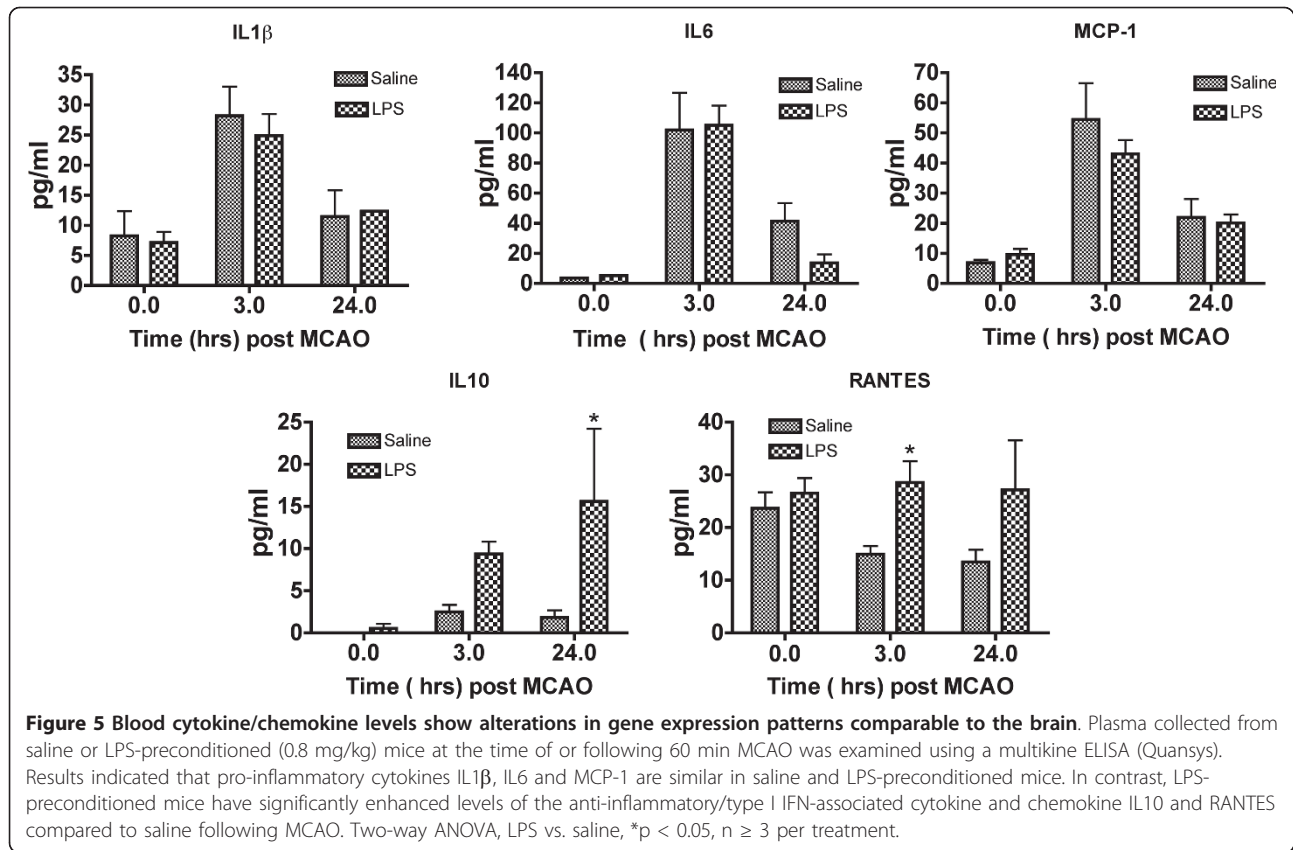 IL1β
35
30
25
20
15
10
5
0
pg/ml
Saline
LPS
0.0 3.0 24.0
Time (hrs) post MCAO
IL6
140
120
100
80
60
40
20
0
pg/ml
Saline
LPS
0.0 3.0 24.0
Time ( hrs) post MCAO
MCP-1
70
60
50
40
30
20
10
0
pg/ml
Saline
LPS
0.0 3.0 24.0
Time ( hrs) post MCAO
IL10
25
20
15
10
5
0
pg/ml
Saline
LPS
*
0.0 3.0 24.0
Time ( hrs) post MCAO
RANTES
40
30
20
10
0
pg/ml
Saline
LPS
*
0.0 3.0 24.0
Time ( hrs) post MCAO
Figure 5 Blood cytokine/chemokine levels show alterations in gene expression patterns comparable to the brain. Plasma collected from
saline or LPS-preconditioned (0.8 mg/kg) mice at the time of or following 60 min MCAO was examined using a multikine ELISA (Quansys).
Results indicated that pro-inflammatory cytokines IL1β, IL6 and MCP-1 are similar in saline and LPS-preconditioned mice. In contrast, LPS-
preconditioned mice have significantly enhanced levels of the anti-inflammatory/type I IFN-associated cytokine and chemokine IL10 and RANTES
compared to saline following MCAO. Two-way ANOVA, LPS vs. saline, *p < 0.05, n ≥ 3 per treatment.